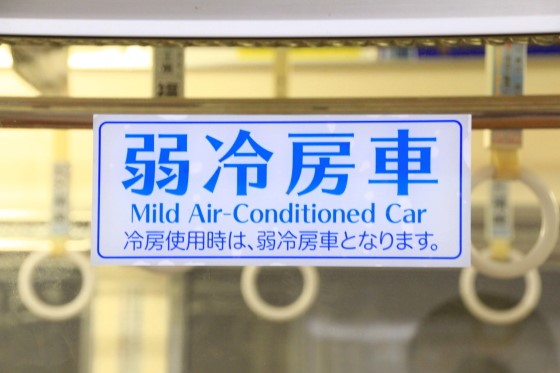 弱冷房車
Mild Air-Conditioned Car
冷房使用時は、弱冷房車となります。